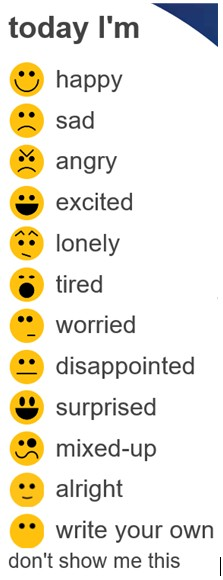 today I'm
happy
sad
angry
excited
lonely
tired
worried
disappointed
surprised
mixed-up
alright
write your own
don't show me this